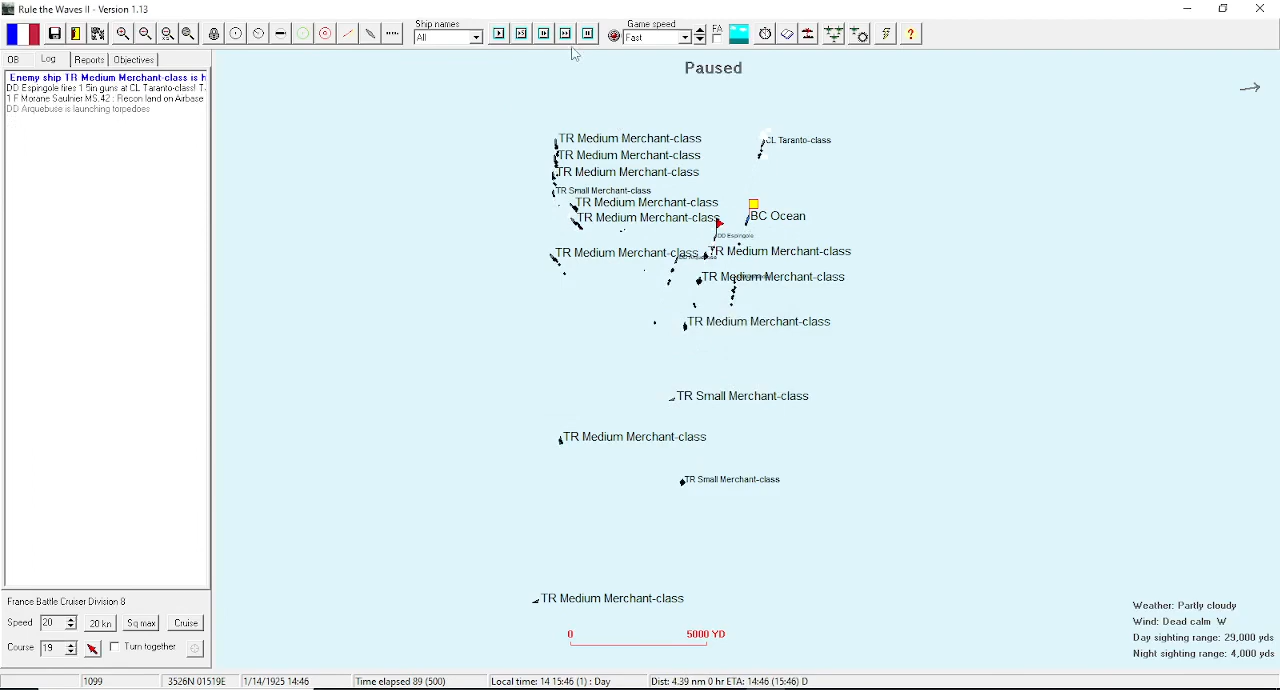 Rule the Waves II - Version 1.13
Ship names
All
Game speed
Fast
FA
OB Log Reports Objectives
Enemy ship TR Medium Merchant-class is h
DD Espingole fires 1 5in guns at CL Taranto-class!
1 F Morane Saulnier MS.42 : Recon land on Airbase
DD Arquebuse is launching torpedoes
Paused
TR Medium Merchant-class
CL Taranto-class
TR Medium Merchant-class
TR Medium Merchant-class
TR Small Merchant-class
TR Medium Merchant-class
BC Ocean
TR Medium Merchant-class
DD Espingole
TR Medium Merchant-class
TR Medium Merchant-class
TR Medium Merchant-class
TR Medium Merchant-class
TR Small Merchant-class
TR Medium Merchant-class
TR Small Merchant-class
TR Medium Merchant-class
0 5000 YD
Weather: Partly cloudy
Wind: Dead calm W
Day sighting range: 29,000 yds
Night sighting range: 4,000 yds
France Battle Cruiser Division 8
Speed 20 20 kn Sq max Cruise
Course 19 Turn together
1099 3526N 01519E 1/14/1925 14:46 Time elapsed 89 (500) Local time: 14 15:46 (1) : Day Dist: 4.39 nm 0 hr ETA: 14:46 (15:46) D